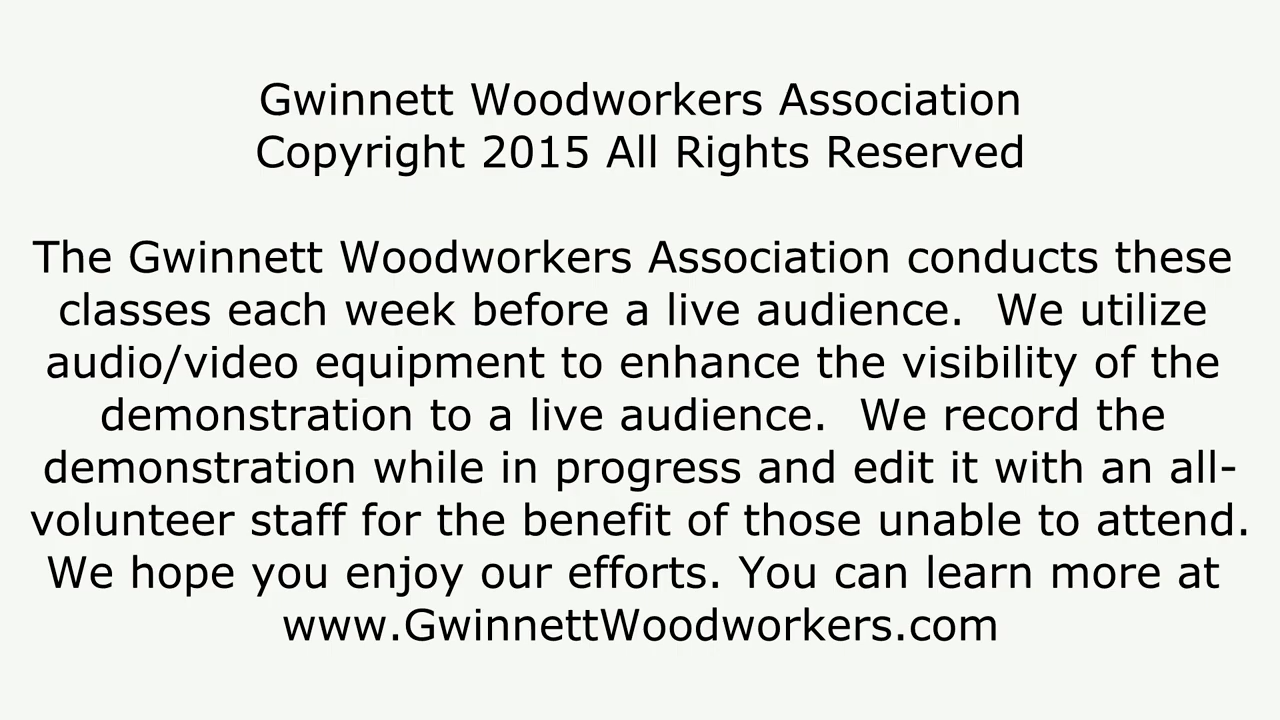 Gwinnett Woodworkers Association
Copyright 2015 All Rights Reserved
The Gwinnett Woodworkers Association conducts these
classes each week before a live audience.  We utilize
audio/video equipment to enhance the visibility of the
demonstration to a live audience.  We record the
demonstration while in progress and edit it with an all-
volunteer staff for the benefit of those unable to attend.
We hope you enjoy our efforts. You can learn more at
www.GwinnettWoodworkers.com